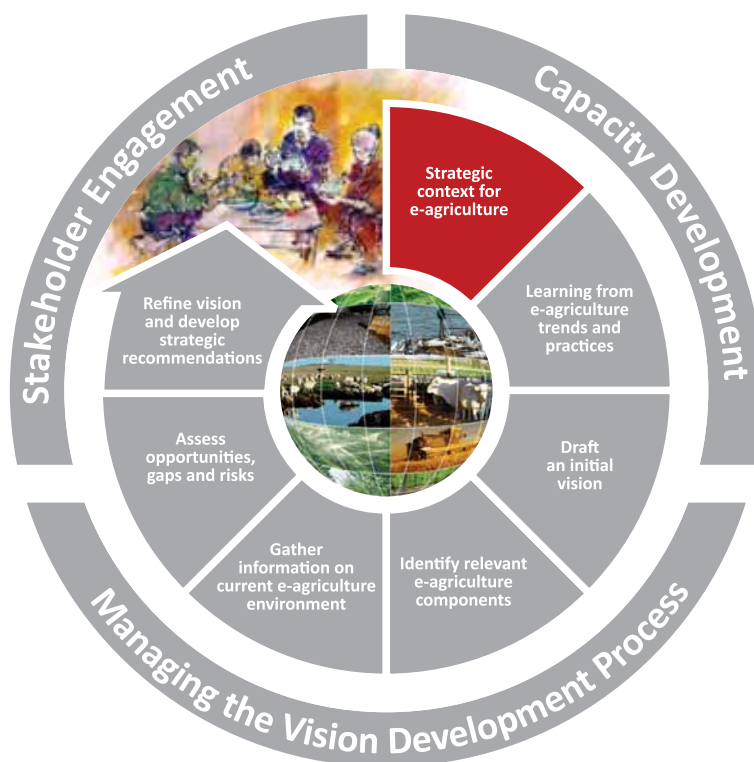 Stakeholder Engagement
Capacity Development
Strategic
context for
e-agriculture
Learning from
e-agriculture
trends and
practices
Draft
an initial
vision
Identify relevant
e-agriculture
components
Gather
information on
current e-agriculture
environment
Assess
opportunities,
gaps and risks
Refine vision
and develop
strategic
recommendations
Managing the Vision Development Process